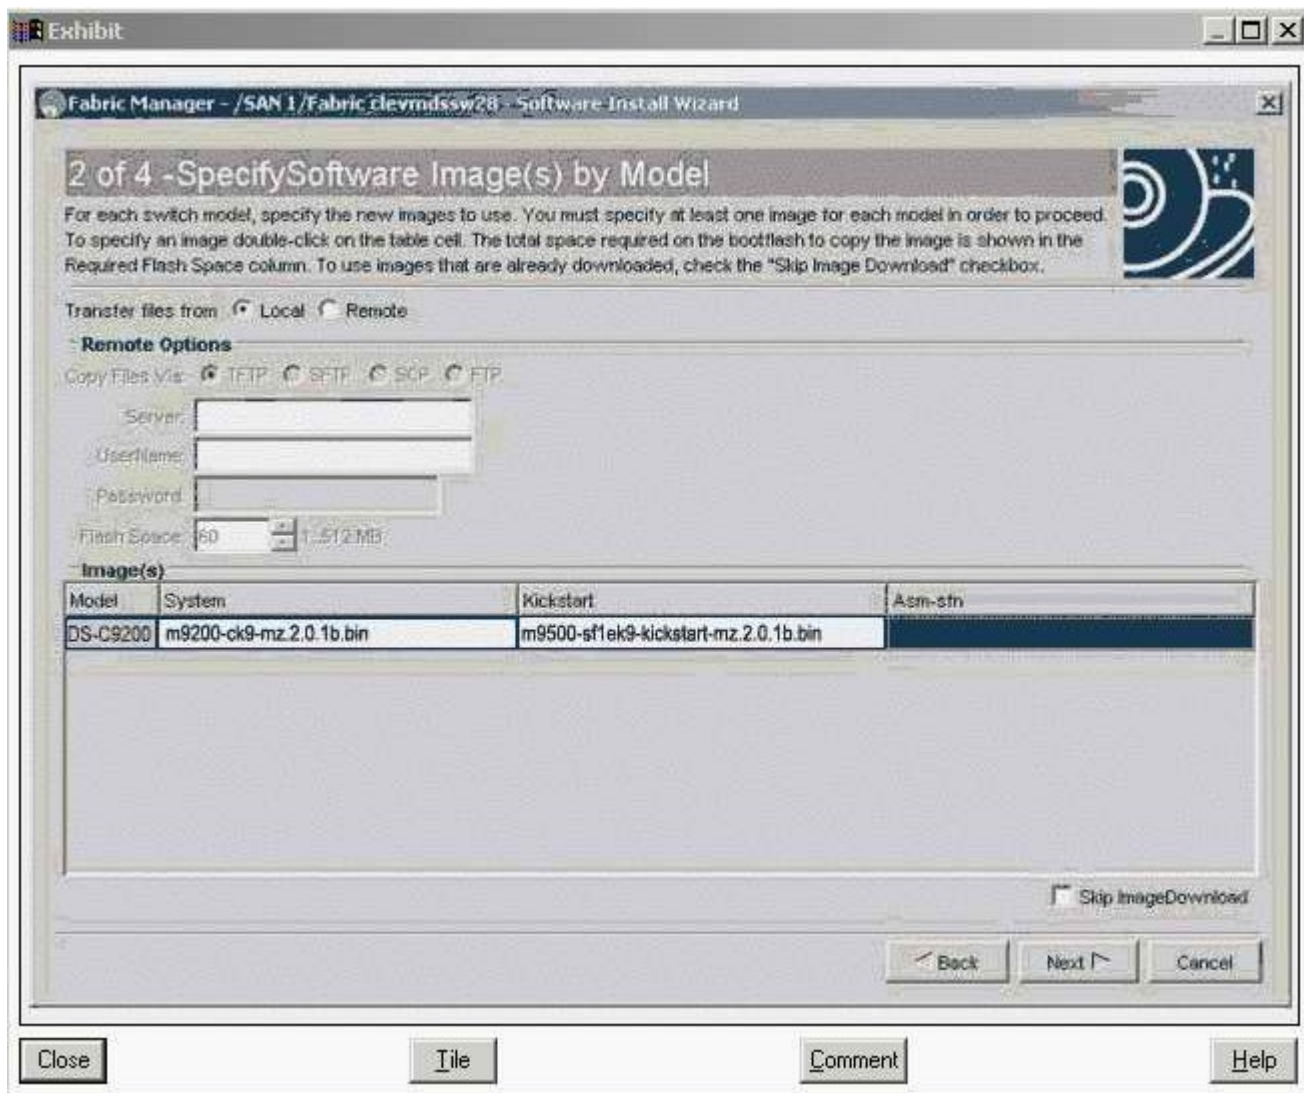 Exhibit
Fabric Manager - /SAN 1/Fabric clevmdssw28 - Software Install Wizard
2 of 4 -SpecifySoftware Image(s) by Model
For each switch model, specify the new images to use. You must specify at least one image for each model in order to proceed.
To specify an image double-click on the table cell. The total space required on the bootflash to copy the image is shown in the
Required Flash Space column. To use images that are already downloaded, check the "Skip Image Download" checkbox.
Transfer files from Local Remote
Remote Options
Copy Files Via: TFTP SFTP SCP FTP
Server:
UserName:
Password:
Flash Space: 60 1..512 MB
Image(s)
Model System Kickstart Asm-sfn
DS-C9200 m9200-ck9-mz.2.0.1b.bin m9500-sf1ek9-kickstart-mz.2.0.1b.bin
Skip ImageDownload
Back Next Cancel
Close Tile Comment Help